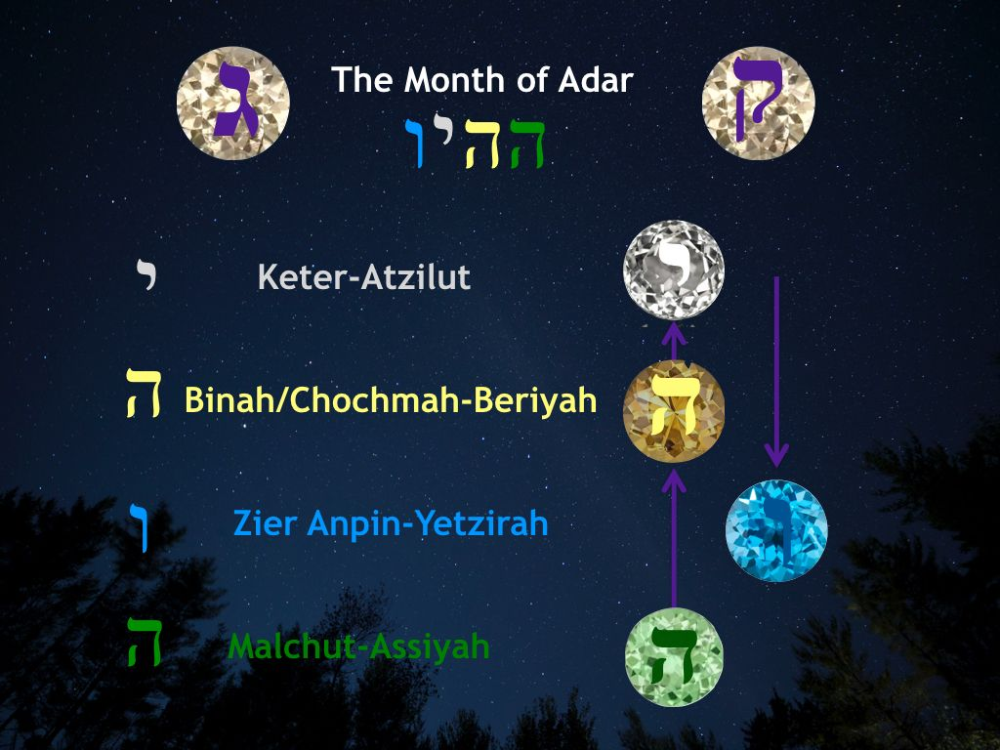 ג The Month of Adar ק
ההיו
י Keter-Atzilut י
ה Binah/Chochmah-Beriyah ה
ו Zier Anpin-Yetzirah ו
ה Malchut-Assiyah ה